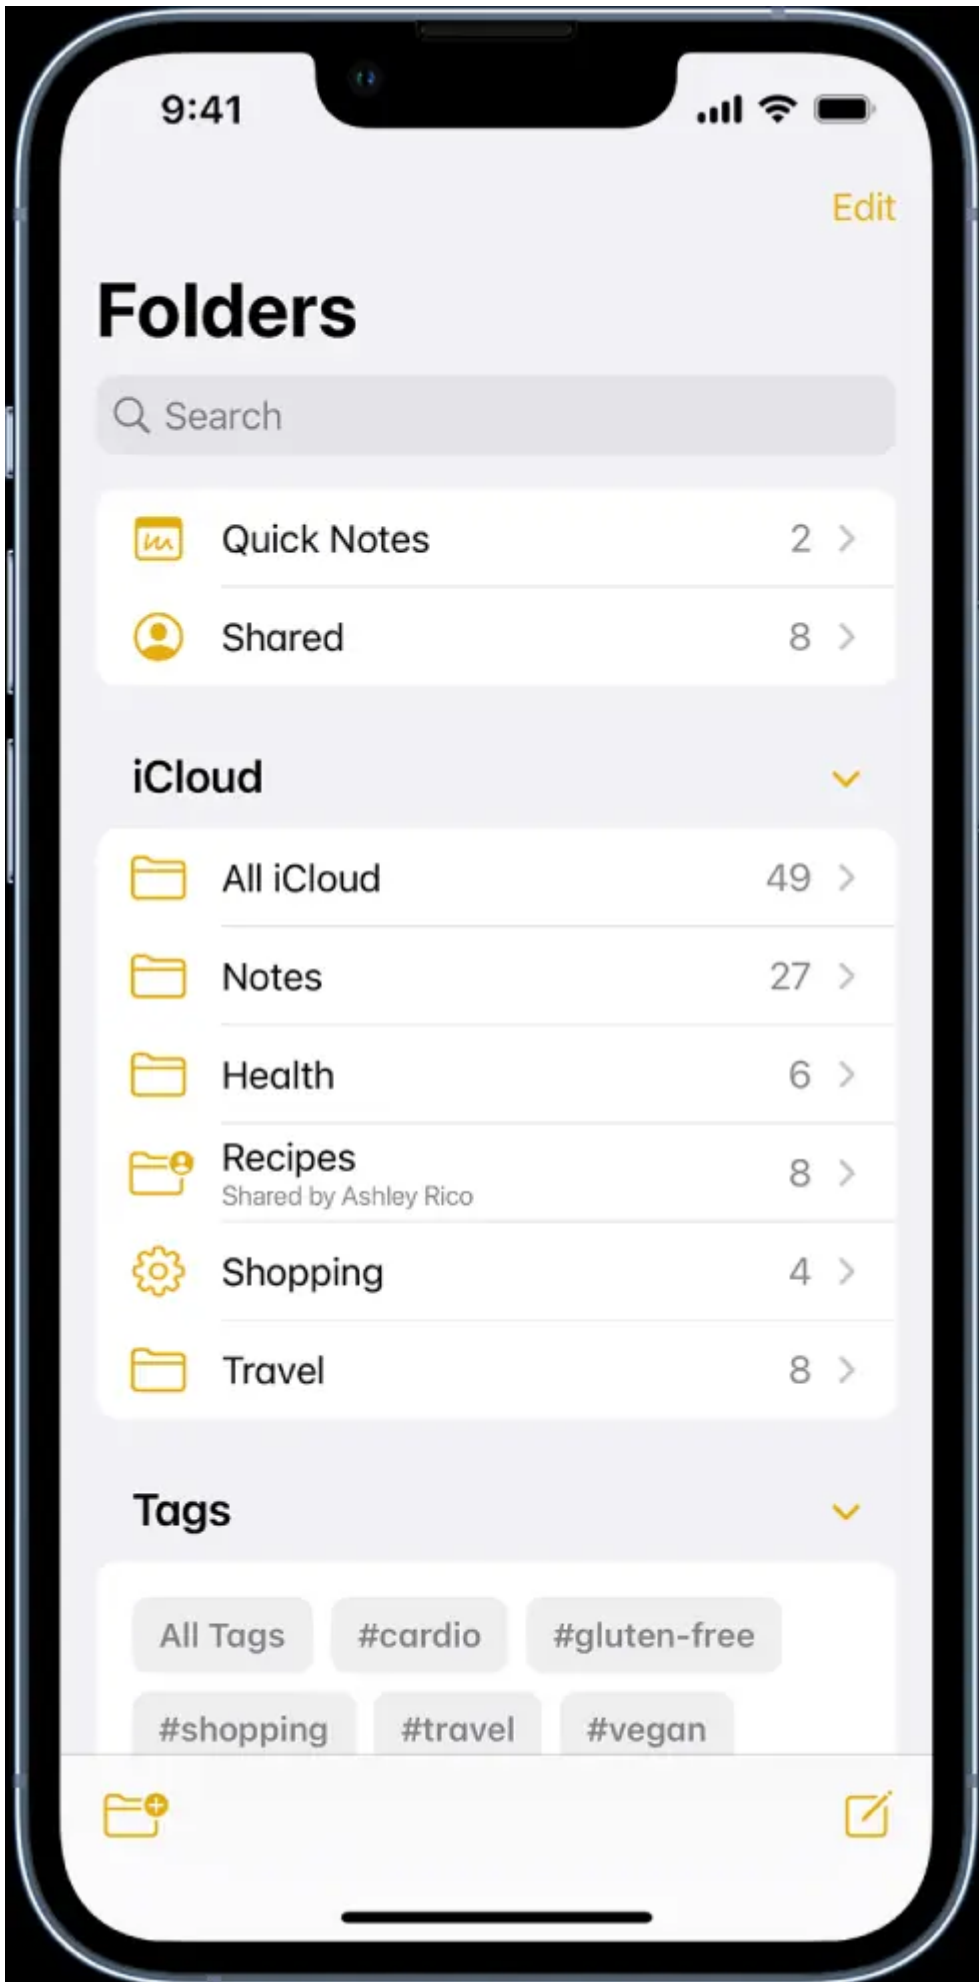 9:41
Edit
Folders
Search
Quick Notes 2
Shared 8
iCloud
All iCloud 49
Notes 27
Health 6
Recipes 8
Shared by Ashley Rico
Shopping 4
Travel 8
Tags
All Tags #cardio #gluten-free
#shopping #travel #vegan